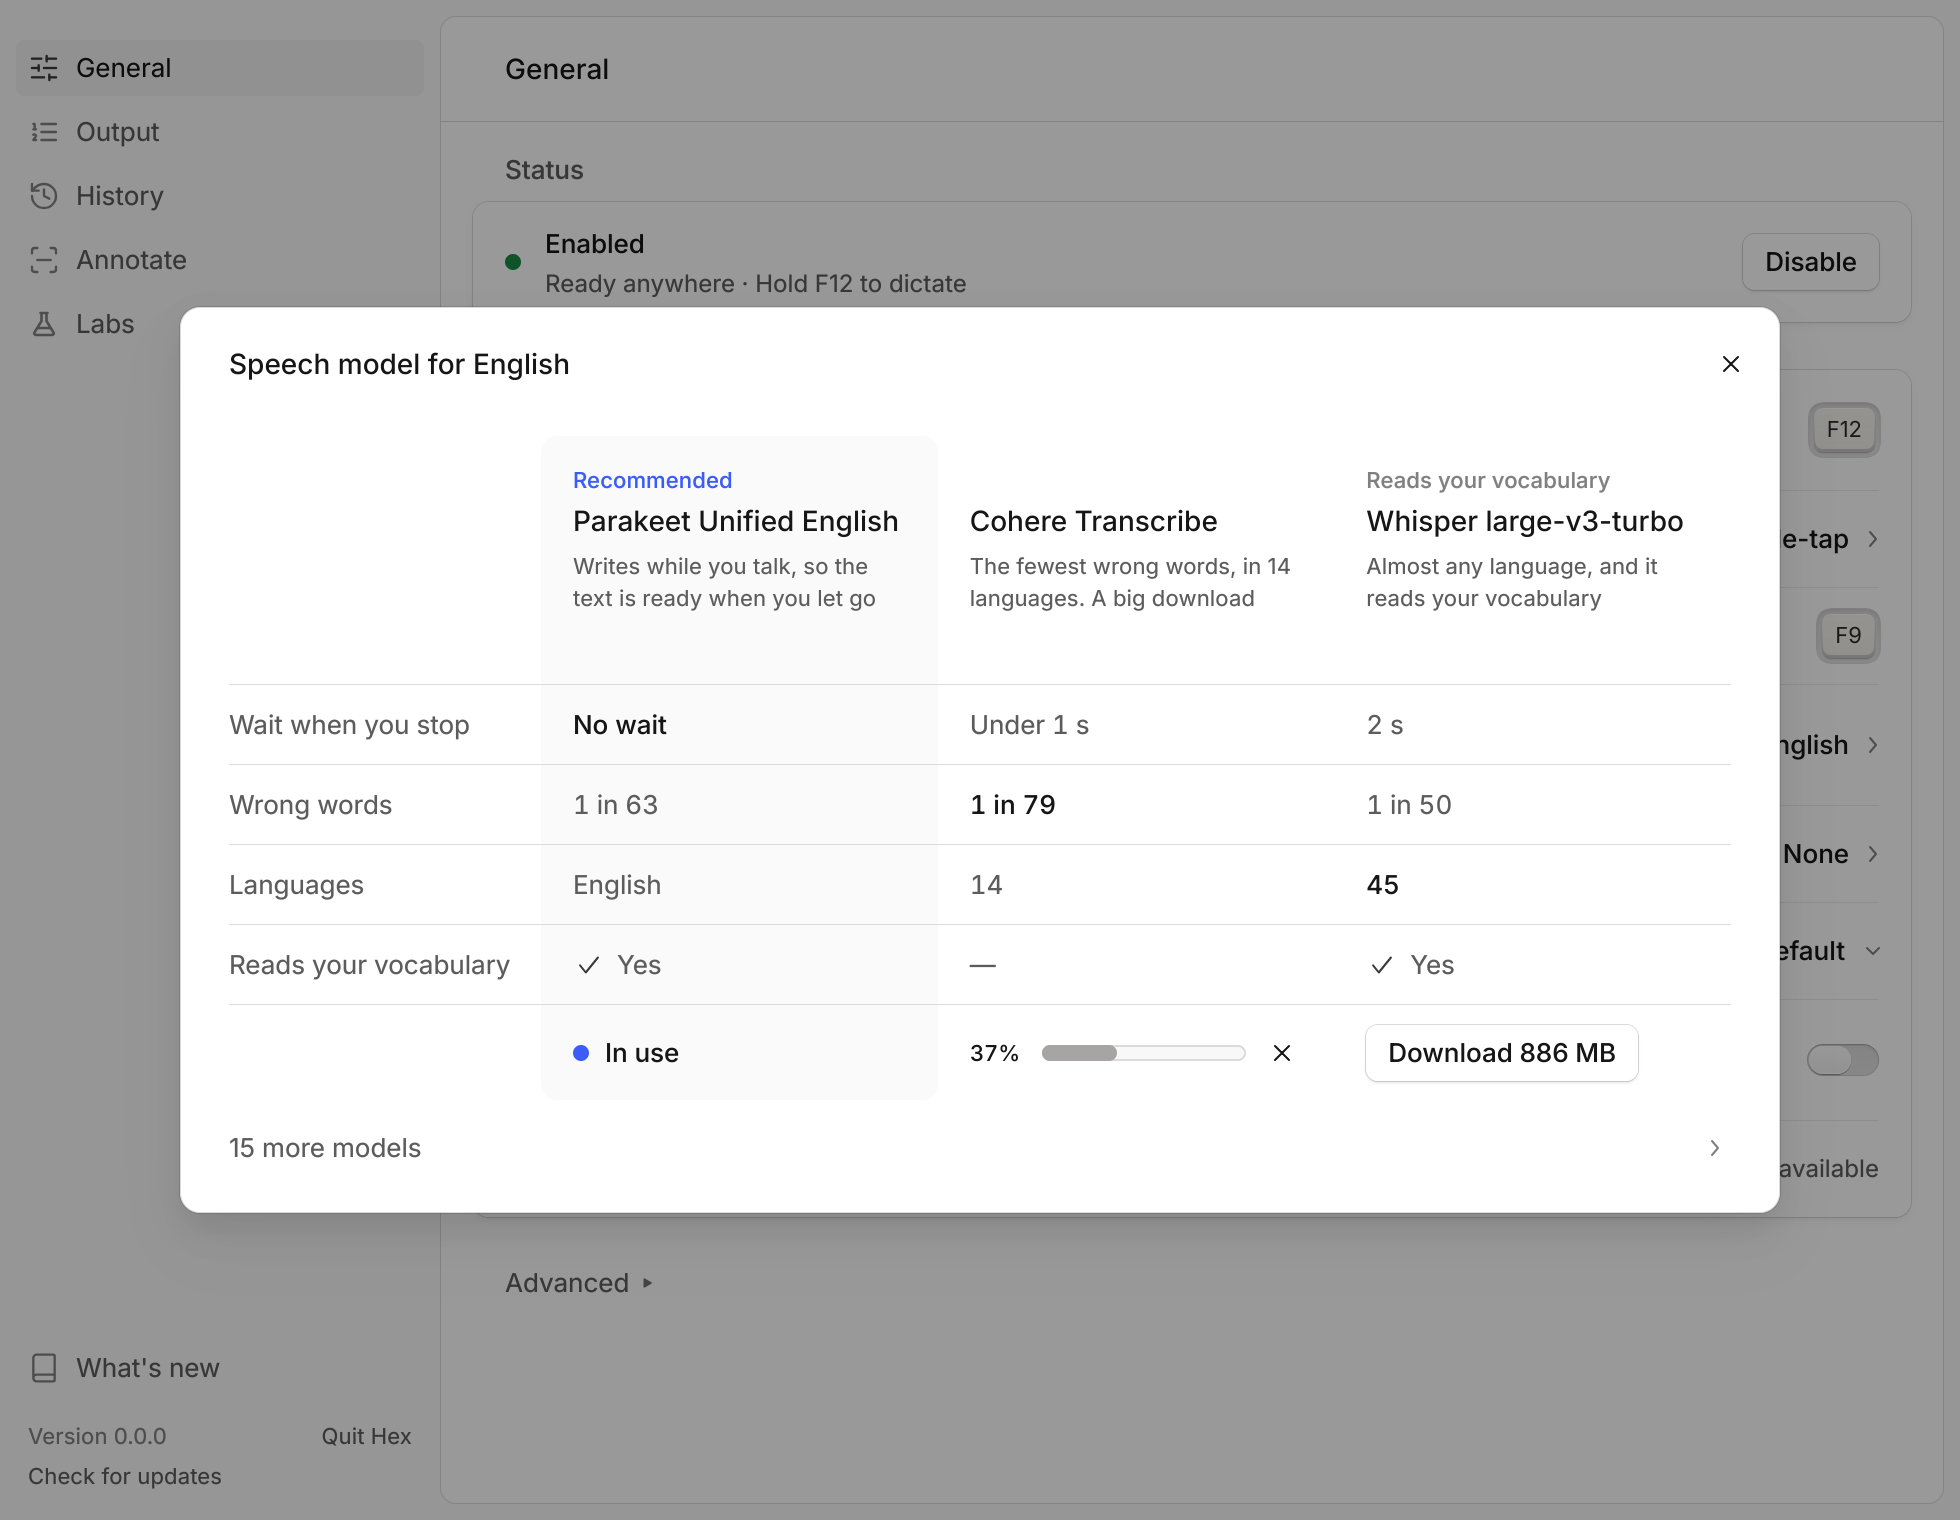 General
Output
History
Annotate
Labs
General
Status
Enabled
Ready anywhere · Hold F12 to dictate
Disable
Speech model for English
Recommended
Parakeet Unified English
Writes while you talk, so the
text is ready when you let go
Cohere Transcribe
The fewest wrong words, in 14
languages. A big download
Reads your vocabulary
Whisper large-v3-turbo
Almost any language, and it
reads your vocabulary
Wait when you stop
No wait
Under 1 s
2 s
Wrong words
1 in 63
1 in 79
1 in 50
Languages
English
14
45
Reads your vocabulary
Yes
—
Yes
In use
37%
Download 886 MB
15 more models
F12
e-tap
F9
nglish
None
efault
available
Advanced
What's new
Version 0.0.0
Quit Hex
Check for updates